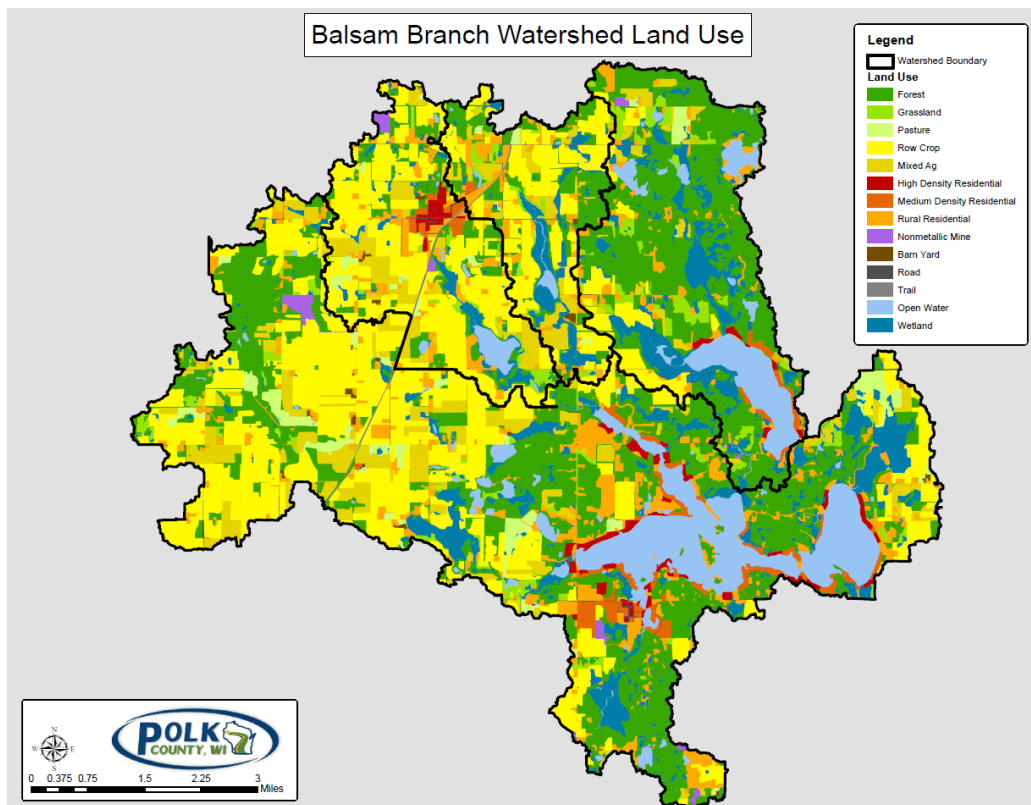 Balsam Branch Watershed Land Use
Legend
Watershed Boundary
Land Use
Forest
Grassland
Pasture
Row Crop
Mixed Ag
High Density Residential
Medium Density Residential
Rural Residential
Nonmetallic Mine
Barn Yard
Road
Trail
Open Water
Wetland
N
W E
S
POLK
COUNTY, WI
0 0.375 0.75 1.5 2.25 3
Miles